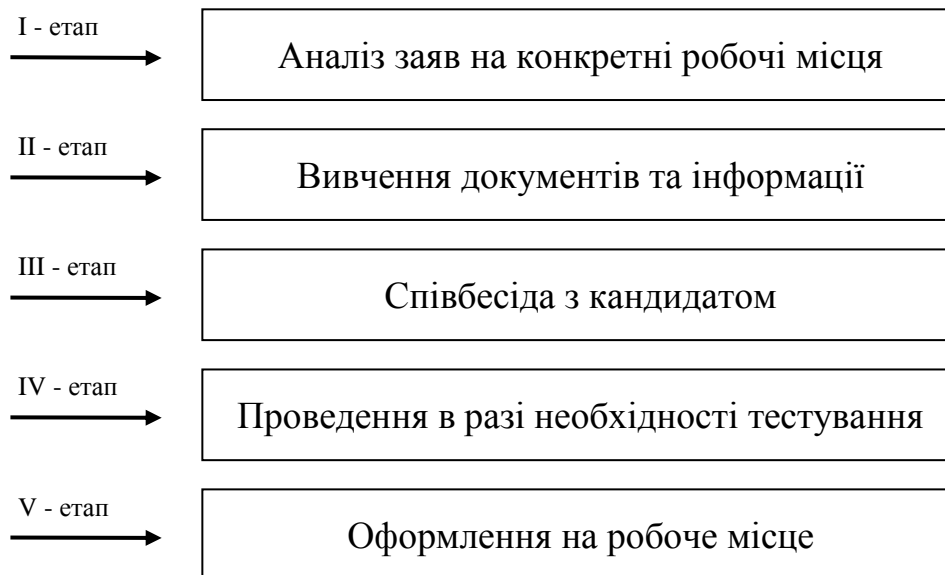 I - етап
Аналіз заяв на конкретні робочі місця
II - етап
Вивчення документів та інформації
III - етап
Співбесіда з кандидатом
IV - етап
Проведення в разі необхідності тестування
V - етап
Оформлення на робоче місце